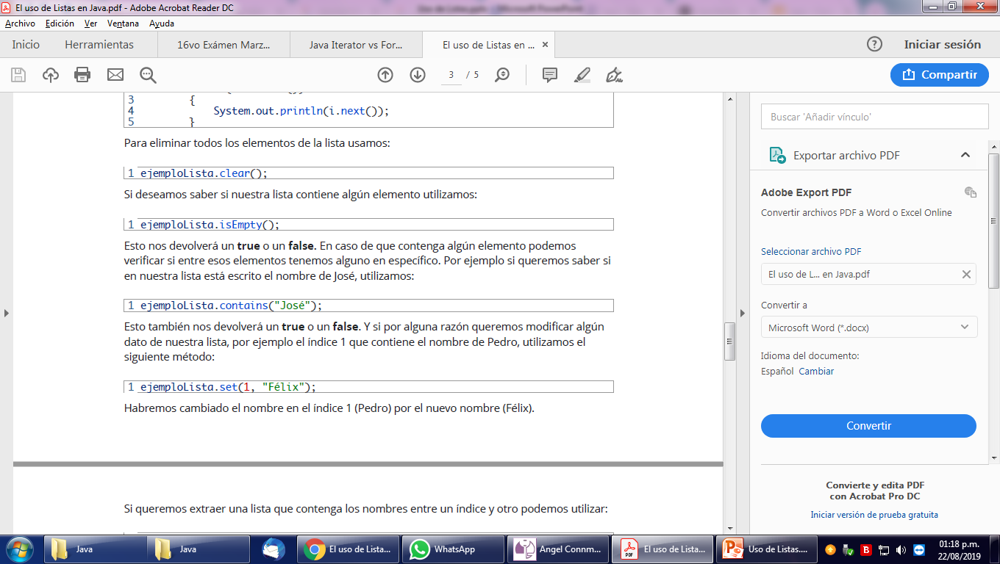 El uso de Listas en Java.pdf - Adobe Acrobat Reader DC
Archivo Edición Ver Ventana Ayuda
Inicio Herramientas 16vo Exámen Marz... Java Iterator vs For... El uso de Listas en ... Iniciar sesión
3 / 5 Compartir
3 {
4 System.out.println(i.next());
5 }
Para eliminar todos los elementos de la lista usamos:
1 ejemploLista.clear();
Si deseamos saber si nuestra lista contiene algún elemento utilizamos:
1 ejemploLista.isEmpty();
Esto nos devolverá un true o un false. En caso de que contenga algún elemento podemos
verificar si entre esos elementos tenemos alguno en específico. Por ejemplo si queremos saber si
en nuestra lista está escrito el nombre de José, utilizamos:
1 ejemploLista.contains("José");
Esto también nos devolverá un true o un false. Y si por alguna razón queremos modificar algún
dato de nuestra lista, por ejemplo el índice 1 que contiene el nombre de Pedro, utilizamos el
siguiente método:
1 ejemploLista.set(1, "Félix");
Habremos cambiado el nombre en el índice 1 (Pedro) por el nuevo nombre (Félix).
Si queremos extraer una lista que contenga los nombres entre un índice y otro podemos utilizar:
Buscar 'Añadir vínculo'
Exportar archivo PDF
Adobe Export PDF
Convertir archivos PDF a Word o Excel Online
Seleccionar archivo PDF
El uso de L... en Java.pdf
Convertir a
Microsoft Word (*.docx)
Idioma del documento:
Español Cambiar
Convertir
Convierte y edita PDF
con Acrobat Pro DC
Iniciar versión de prueba gratuita
Java Java El uso de Lista... WhatsApp Angel Connm... El uso de Lista... Uso de Listas.... 01:18 p.m.
22/08/2019